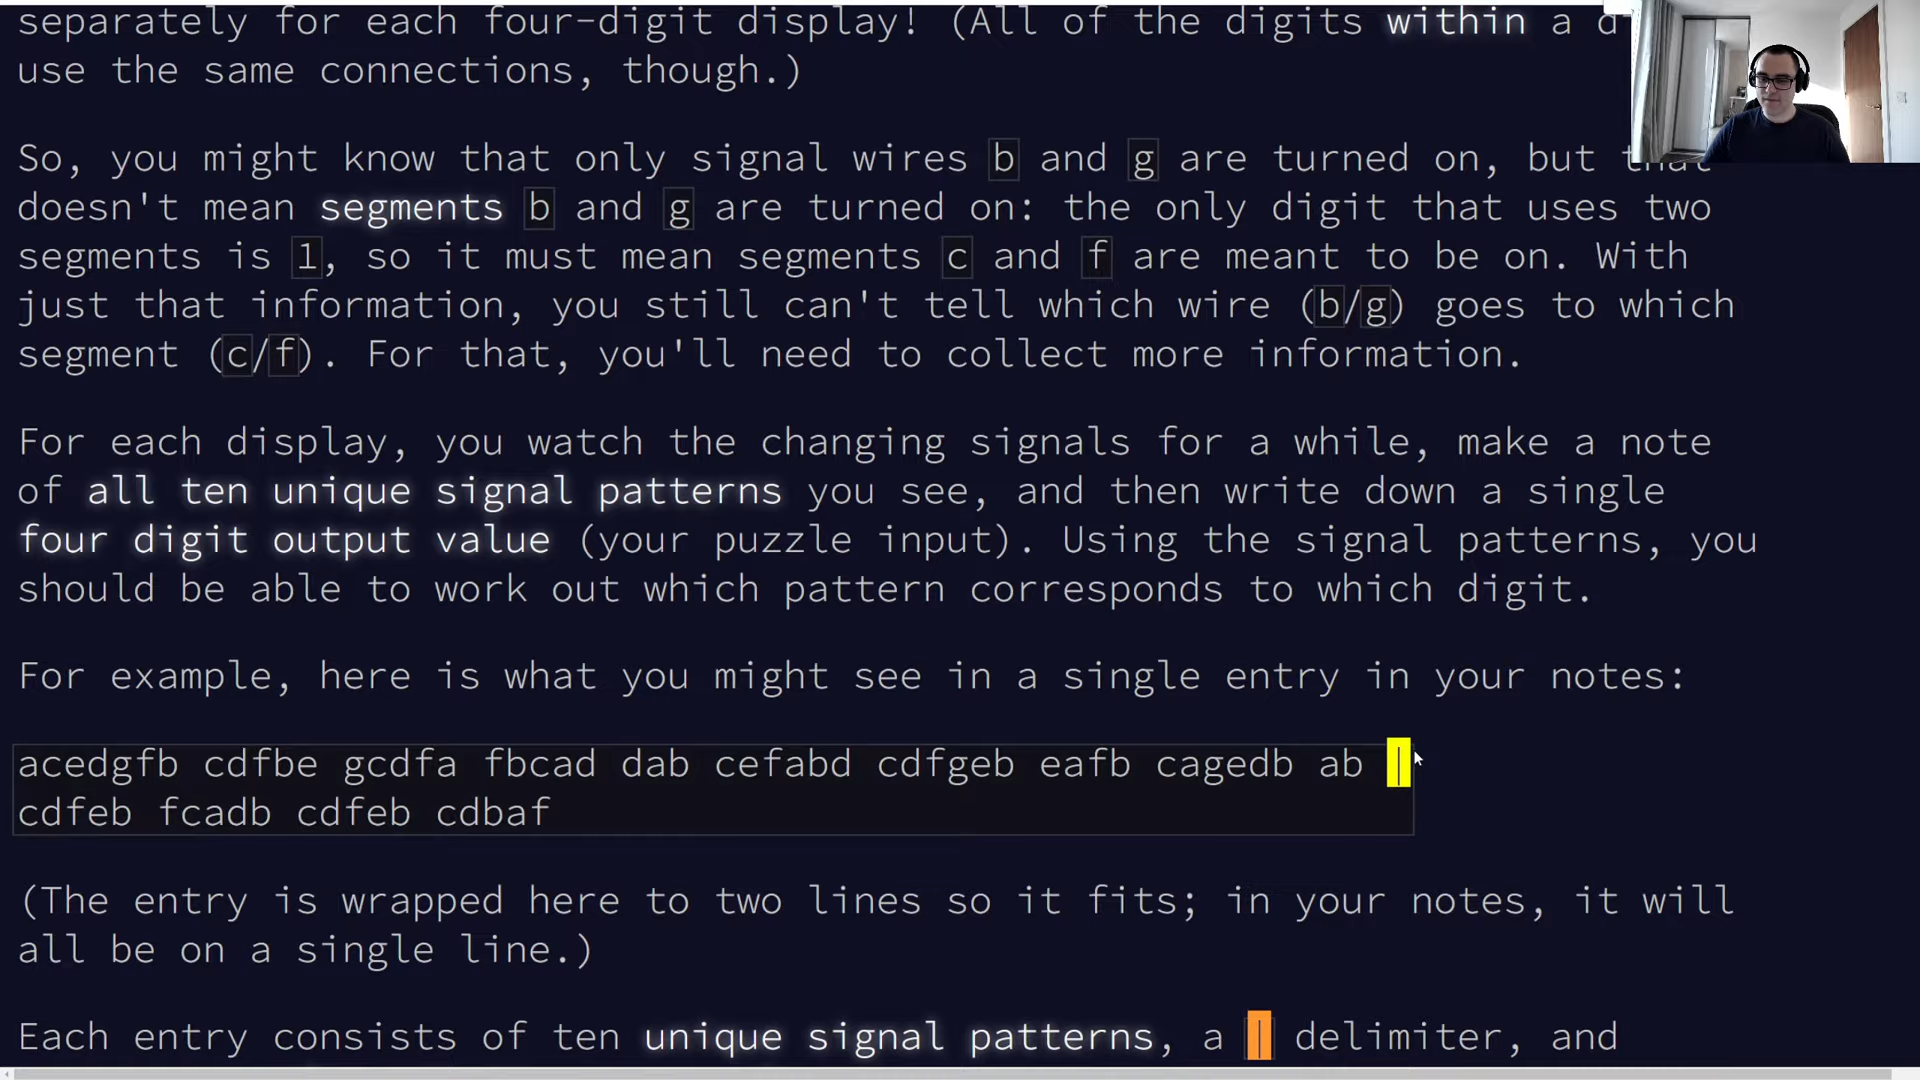 separately for each four-digit display! (All of the digits within a d
use the same connections, though.)
So, you might know that only signal wires b and g are turned on, but that
doesn't mean segments b and g are turned on: the only digit that uses two
segments is 1, so it must mean segments c and f are meant to be on. With
just that information, you still can't tell which wire (b/g) goes to which
segment (c/f). For that, you'll need to collect more information.
For each display, you watch the changing signals for a while, make a note
of all ten unique signal patterns you see, and then write down a single
four digit output value (your puzzle input). Using the signal patterns, you
should be able to work out which pattern corresponds to which digit.
For example, here is what you might see in a single entry in your notes:
acedgfb cdfbe gcdfa fbcad dab cefabd cdfgeb eafb cagedb ab |
cdfeb fcadb cdfeb cdbaf
(The entry is wrapped here to two lines so it fits; in your notes, it will
all be on a single line.)
Each entry consists of ten unique signal patterns, a | delimiter, and